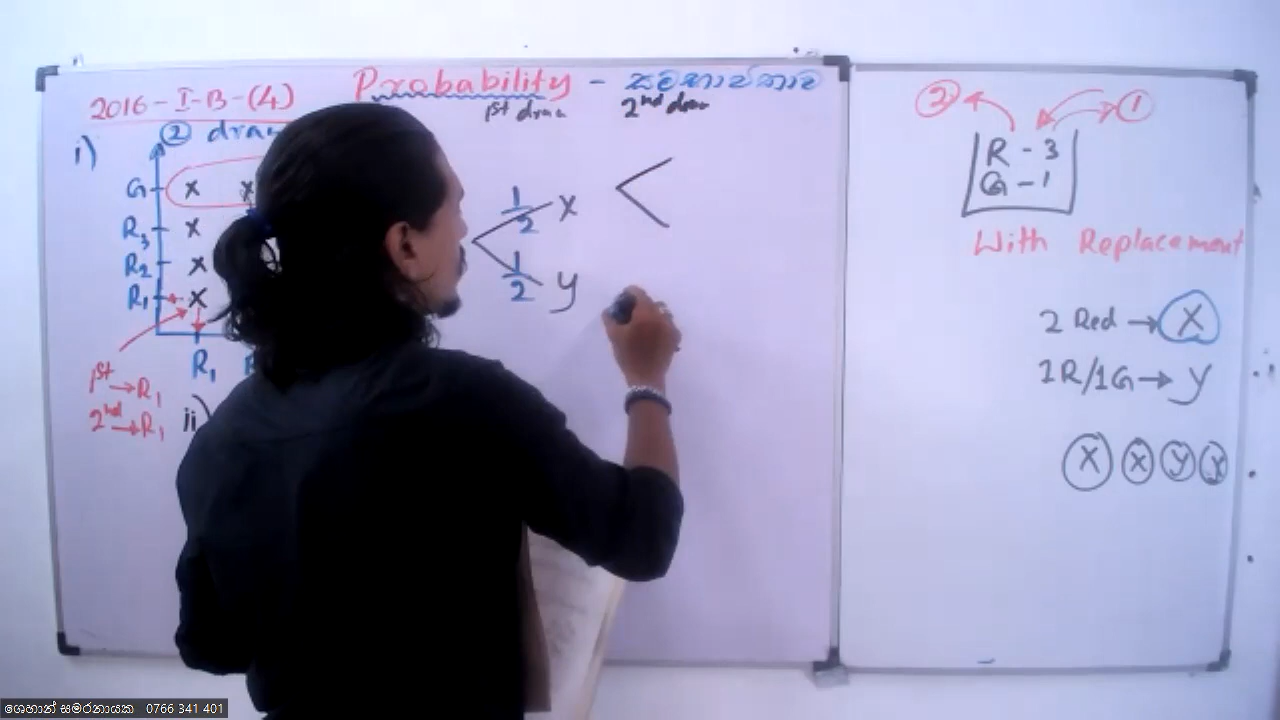 Probability - සම්භාවිතාව
2016 - I - B - (4)
1st draw
2nd draw
i)
② draw
G x x
R3 x
R2 x
R1 x
R1
1st → R1
2nd → R1
ii)
1/2 x
1/2 y
② ①
R - 3
G - 1
With Replacement
2 Red → X
1R/1G → y
X X y y
0766 341 401